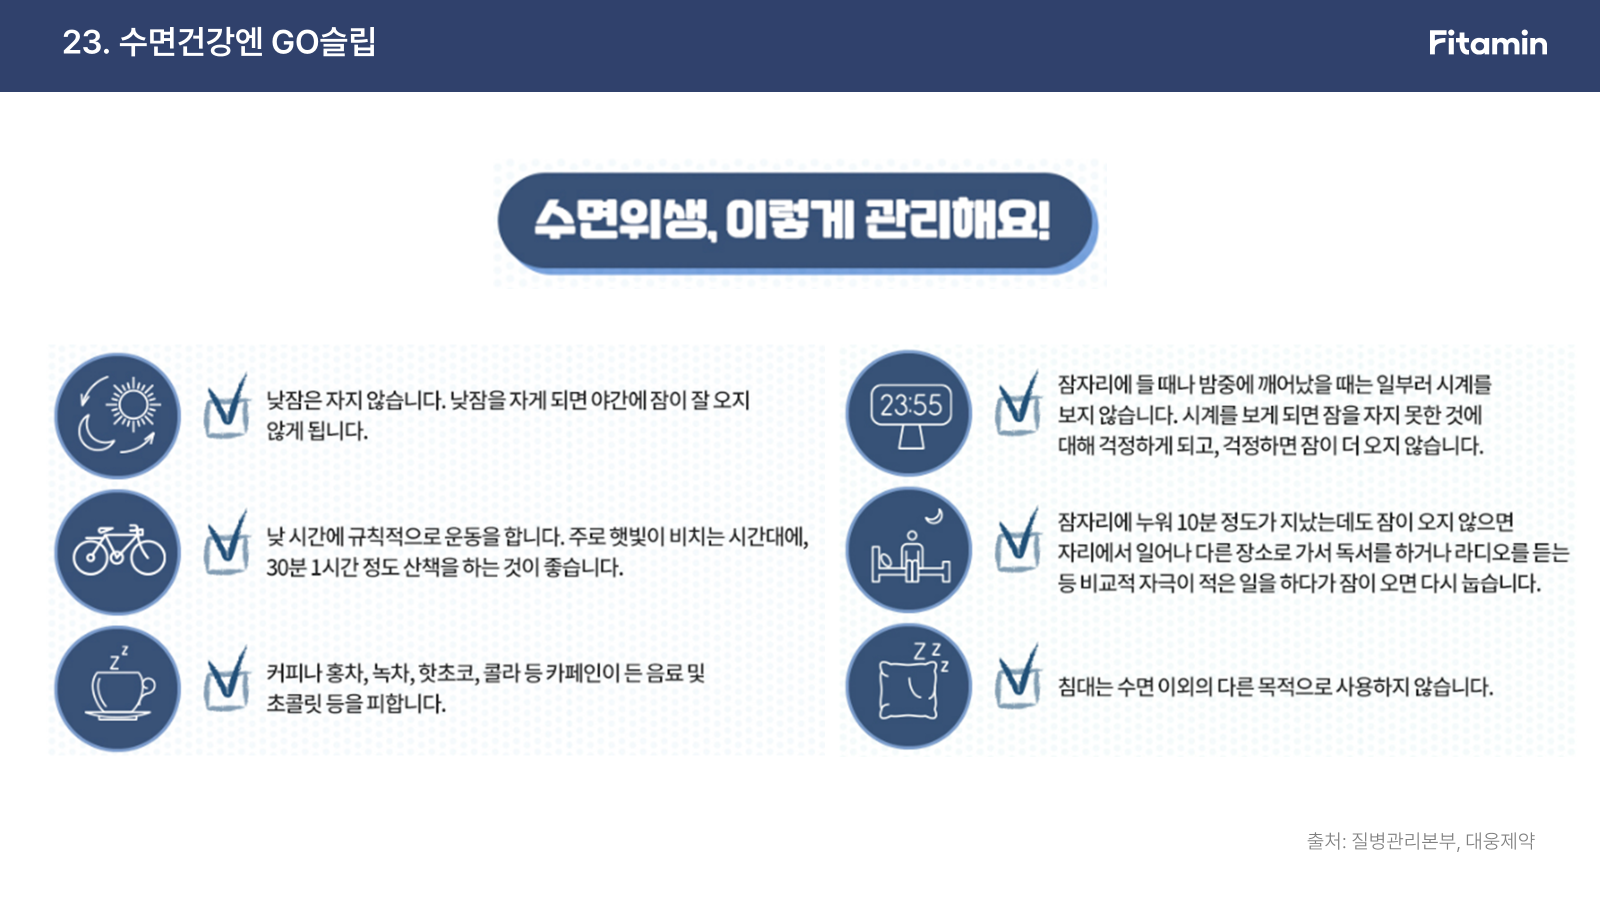 23. 수면건강엔 GO슬립
Fitamin
수면위생, 이렇게 관리해요!
낮잠은 자지 않습니다. 낮잠을 자게 되면 야간에 잠이 잘 오지
않게 됩니다.
낮 시간에 규칙적으로 운동을 합니다. 주로 햇빛이 비치는 시간대에,
30분 1시간 정도 산책을 하는 것이 좋습니다.
z
Z
커피나 홍차, 녹차, 핫초코, 콜라 등 카페인이 든 음료 및
초콜릿 등을 피합니다.
23:55
잠자리에 들 때나 밤중에 깨어났을 때는 일부러 시계를
보지 않습니다. 시계를 보게 되면 잠을 자지 못한 것에
대해 걱정하게 되고, 걱정하면 잠이 더 오지 않습니다.
잠자리에 누워 10분 정도가 지났는데도 잠이 오지 않으면
자리에서 일어나 다른 장소로 가서 독서를 하거나 라디오를 듣는
등 비교적 자극이 적은 일을 하다가 잠이 오면 다시 눕습니다.
Z Z z
침대는 수면 이외의 다른 목적으로 사용하지 않습니다.
출처: 질병관리본부, 대웅제약